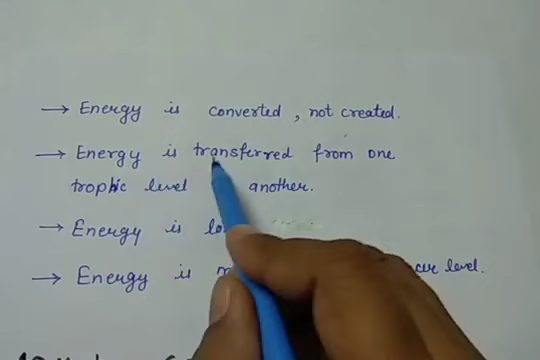 → Energy is converted, not created.
→ Energy is transferred from one
trophic level another.
→ Energy is
→ Energy is level.